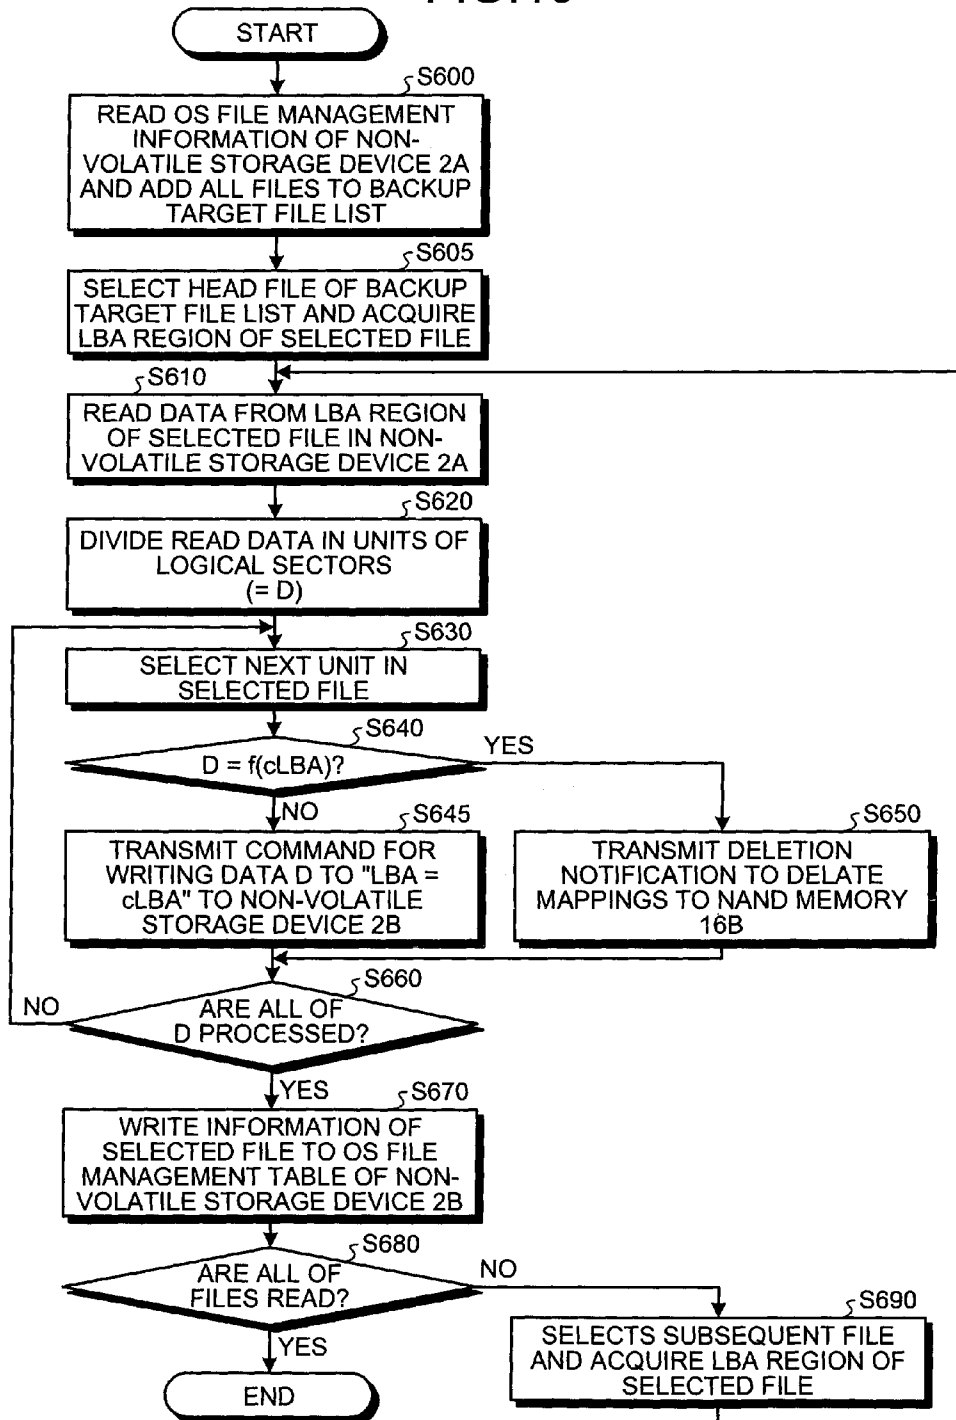 START
S600
READ OS FILE MANAGEMENT
INFORMATION OF NON-
VOLATILE STORAGE DEVICE 2A
AND ADD ALL FILES TO BACKUP
TARGET FILE LIST
S605
SELECT HEAD FILE OF BACKUP
TARGET FILE LIST AND ACQUIRE
LBA REGION OF SELECTED FILE
S610
READ DATA FROM LBA REGION
OF SELECTED FILE IN NON-
VOLATILE STORAGE DEVICE 2A
S620
DIVIDE READ DATA IN UNITS OF
LOGICAL SECTORS
(= D)
S630
SELECT NEXT UNIT IN
SELECTED FILE
S640
D = f(cLBA)?
YES
NO
S645
TRANSMIT COMMAND FOR
WRITING DATA D TO "LBA =
cLBA" TO NON-VOLATILE
STORAGE DEVICE 2B
S650
TRANSMIT DELETION
NOTIFICATION TO DELATE
MAPPINGS TO NAND MEMORY
16B
S660
ARE ALL OF
D PROCESSED?
NO
YES
S670
WRITE INFORMATION OF
SELECTED FILE TO OS FILE
MANAGEMENT TABLE OF NON-
VOLATILE STORAGE DEVICE 2B
S680
ARE ALL OF
FILES READ?
NO
YES
S690
SELECTS SUBSEQUENT FILE
AND ACQUIRE LBA REGION OF
SELECTED FILE
END